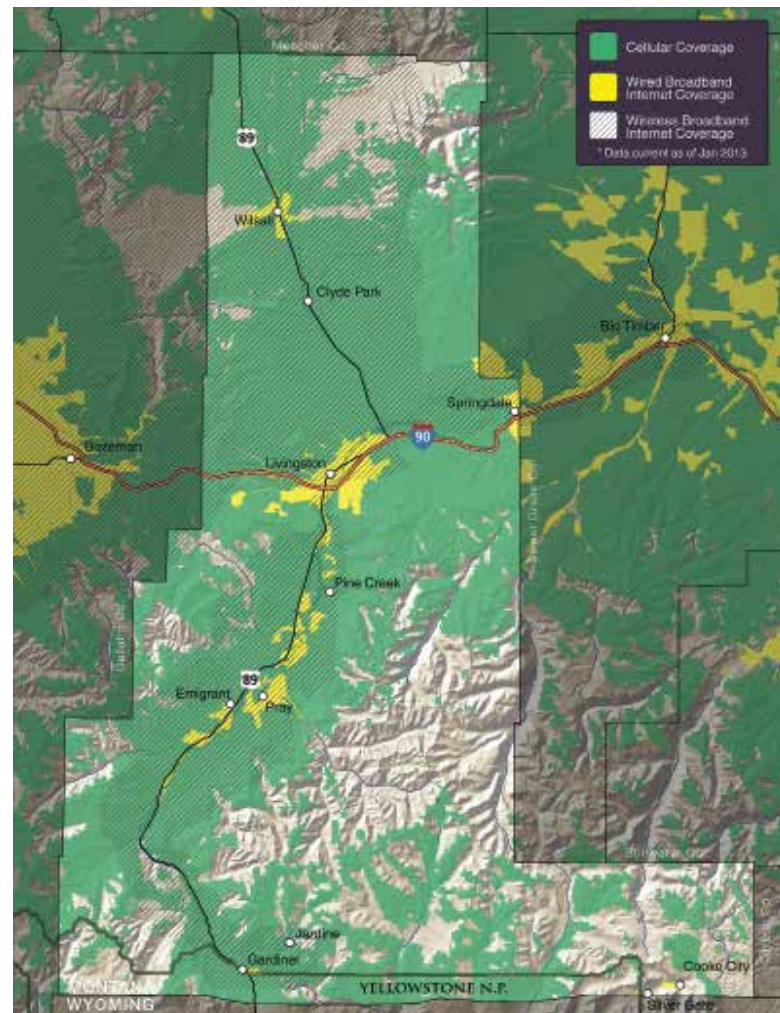 Meagher Co.
Cellular Coverage
Wired Broadband
Internet Coverage
Wireless Broadband
Internet Coverage
* Data current as of Jan 2013
89
Wilsall
Clyde Park
Big Timber
Springdale
90
Bozeman
Livingston
Pine Creek
89
Emigrant
Pray
Jardine
Gardiner
Cooke City
YELLOWSTONE N.P.
MONTANA
WYOMING
Silver Gate